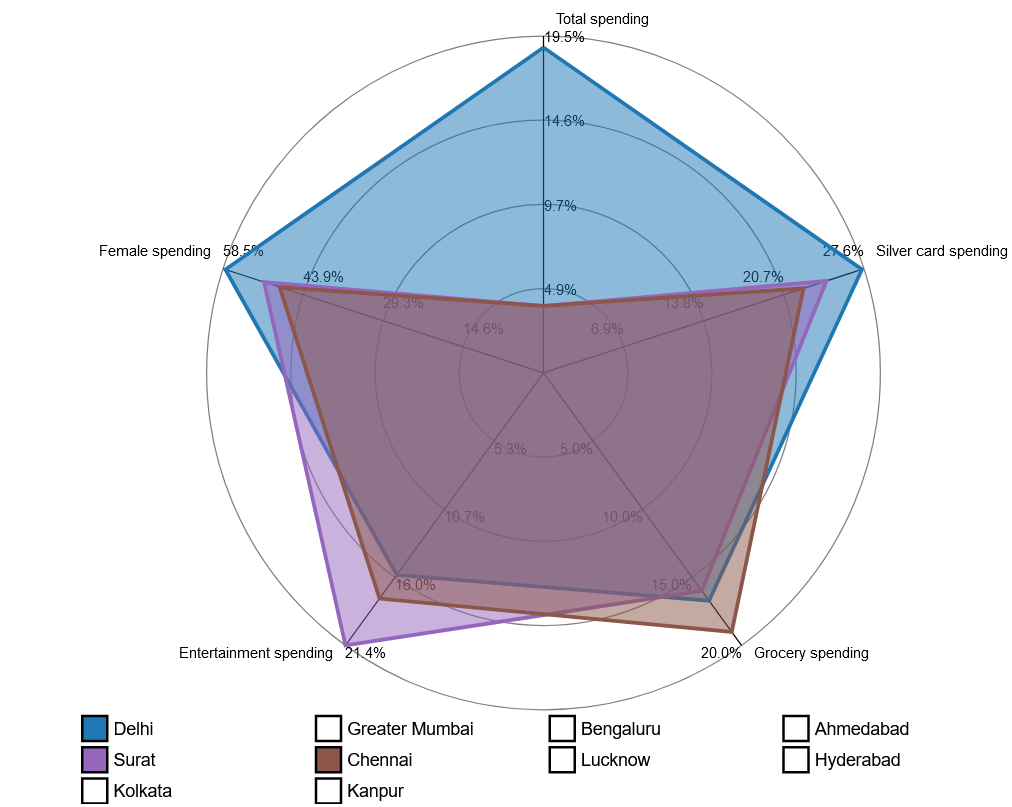 Total spending
19.5%
14.6%
9.7%
4.9%
Female spending
58.5%
43.9%
29.3%
14.6%
27.6%
Silver card spending
20.7%
13.8%
6.9%
5.3%
5.0%
10.7%
10.0%
16.0%
15.0%
Entertainment spending
21.4%
20.0%
Grocery spending
Delhi
Greater Mumbai
Bengaluru
Ahmedabad
Surat
Chennai
Lucknow
Hyderabad
Kolkata
Kanpur